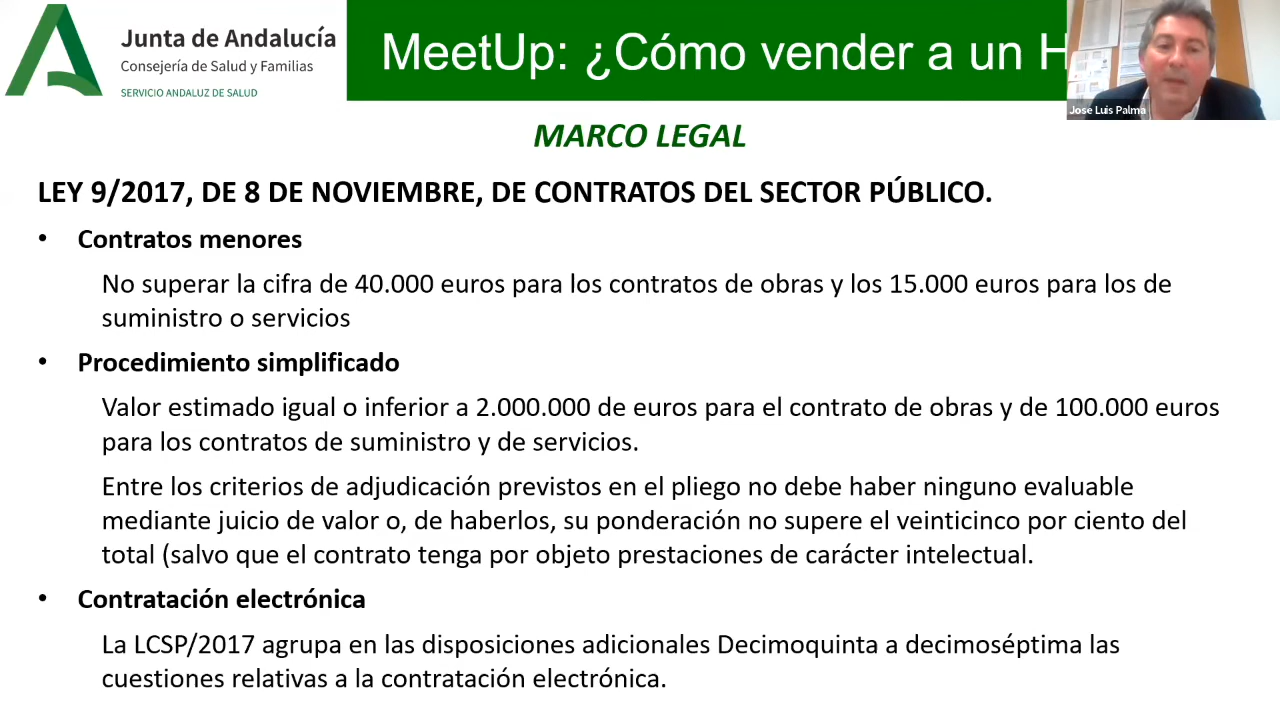 Junta de Andalucía
Consejería de Salud y Familias
SERVICIO ANDALUZ DE SALUD
MeetUp: ¿Cómo vender a un H
Jose Luis Palma
MARCO LEGAL
LEY 9/2017, DE 8 DE NOVIEMBRE, DE CONTRATOS DEL SECTOR PÚBLICO.
• Contratos menores
No superar la cifra de 40.000 euros para los contratos de obras y los 15.000 euros para los de
suministro o servicios
• Procedimiento simplificado
Valor estimado igual o inferior a 2.000.000 de euros para el contrato de obras y de 100.000 euros
para los contratos de suministro y de servicios.
Entre los criterios de adjudicación previstos en el pliego no debe haber ninguno evaluable
mediante juicio de valor o, de haberlos, su ponderación no supere el veinticinco por ciento del
total (salvo que el contrato tenga por objeto prestaciones de carácter intelectual.
• Contratación electrónica
La LCSP/2017 agrupa en las disposiciones adicionales Decimoquinta a decimoséptima las
cuestiones relativas a la contratación electrónica.